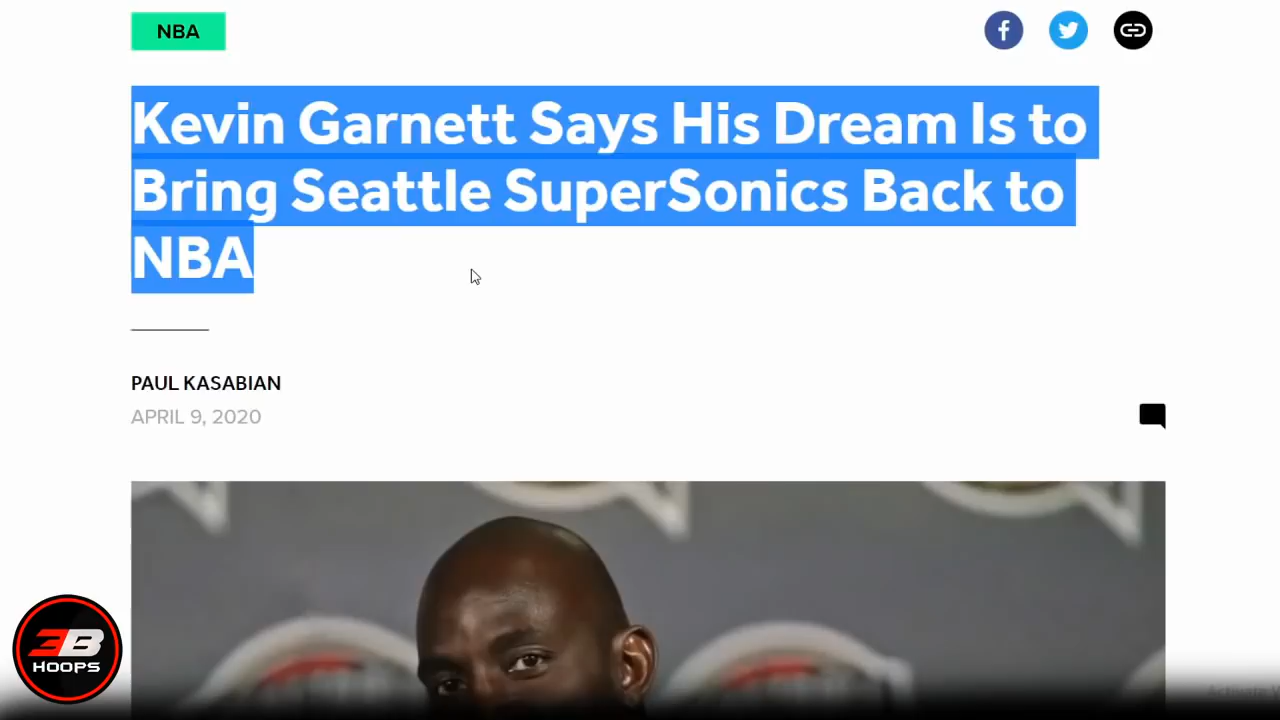 NBA
Kevin Garnett Says His Dream Is to
Bring Seattle SuperSonics Back to
NBA
PAUL KASABIAN
APRIL 9, 2020
3B
HOOPS
Activate